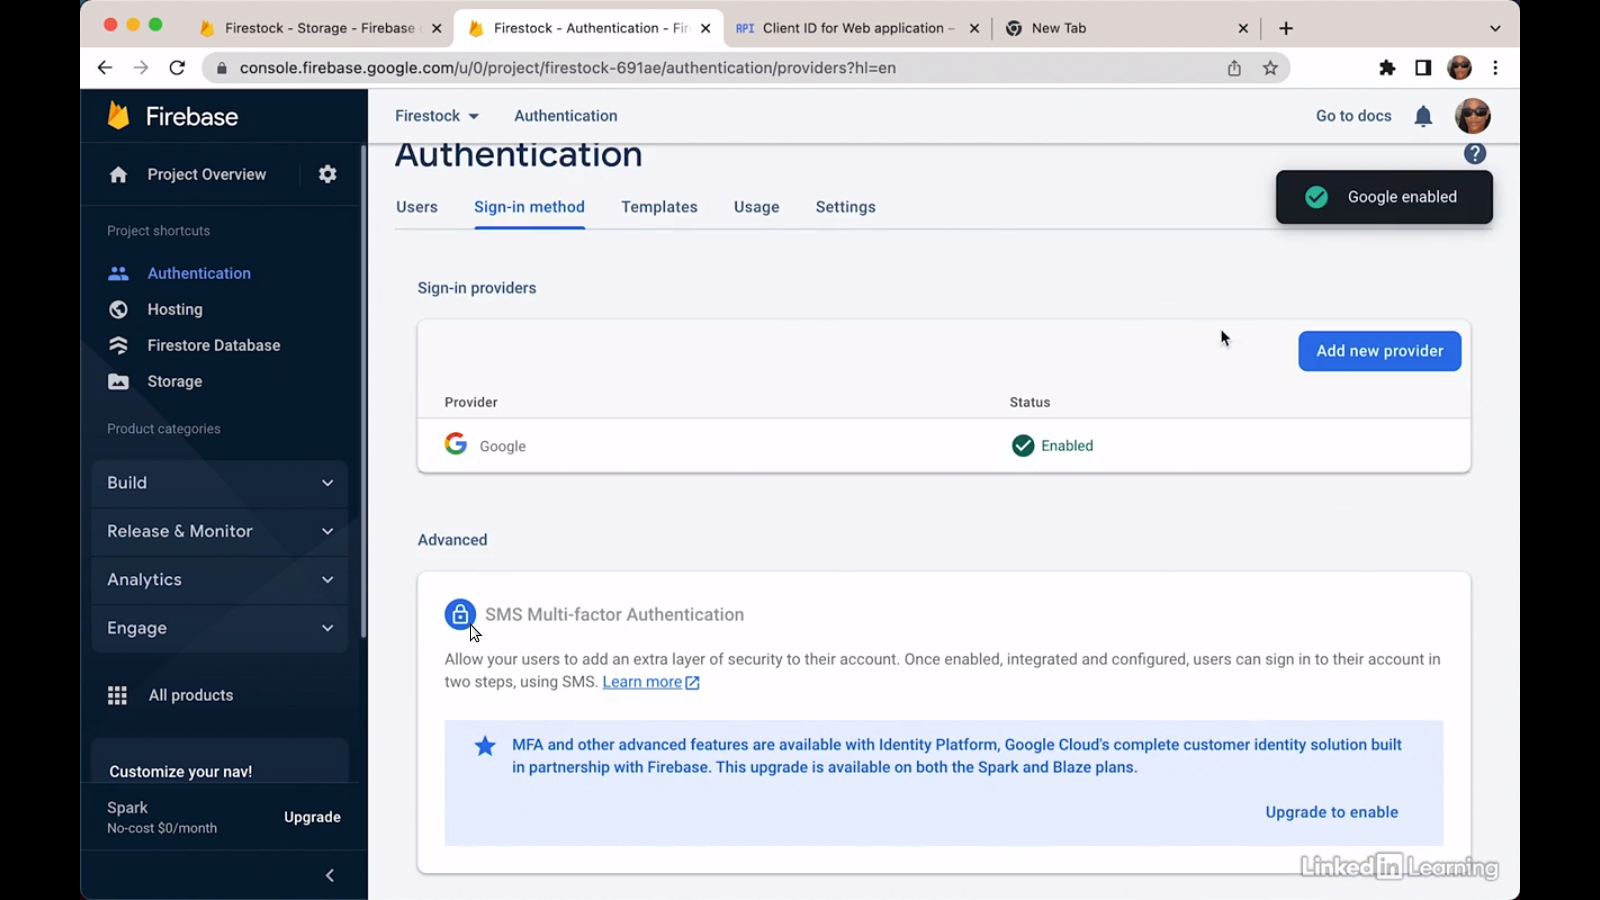 Firestock - Storage - Firebase
Firestock - Authentication - Fir
API Client ID for Web application –
New Tab
console.firebase.google.com/u/0/project/firestock-691ae/authentication/providers?hl=en
Firebase
Firestock
Authentication
Go to docs
Project Overview
Authentication
?
Users
Sign-in method
Templates
Usage
Settings
Google enabled
Project shortcuts
Authentication
Hosting
Firestore Database
Storage
Product categories
Build
Release & Monitor
Analytics
Engage
All products
Customize your nav!
Spark
No-cost $0/month
Upgrade
Sign-in providers
Add new provider
Provider
Status
Google
Enabled
Advanced
SMS Multi-factor Authentication
Allow your users to add an extra layer of security to their account. Once enabled, integrated and configured, users can sign in to their account in
two steps, using SMS. Learn more
MFA and other advanced features are available with Identity Platform, Google Cloud's complete customer identity solution built
in partnership with Firebase. This upgrade is available on both the Spark and Blaze plans.
Upgrade to enable
LinkedIn Learning